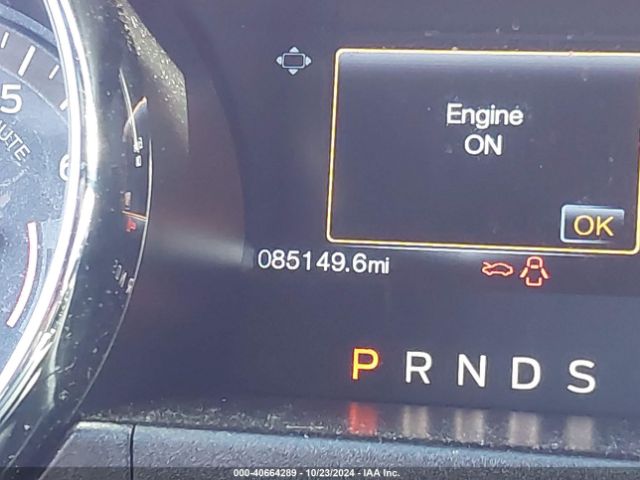 5
6
Engine
ON
OK
085149.6mi
P R N D S
000-40664289 - 10/23/2024 - IAA Inc.